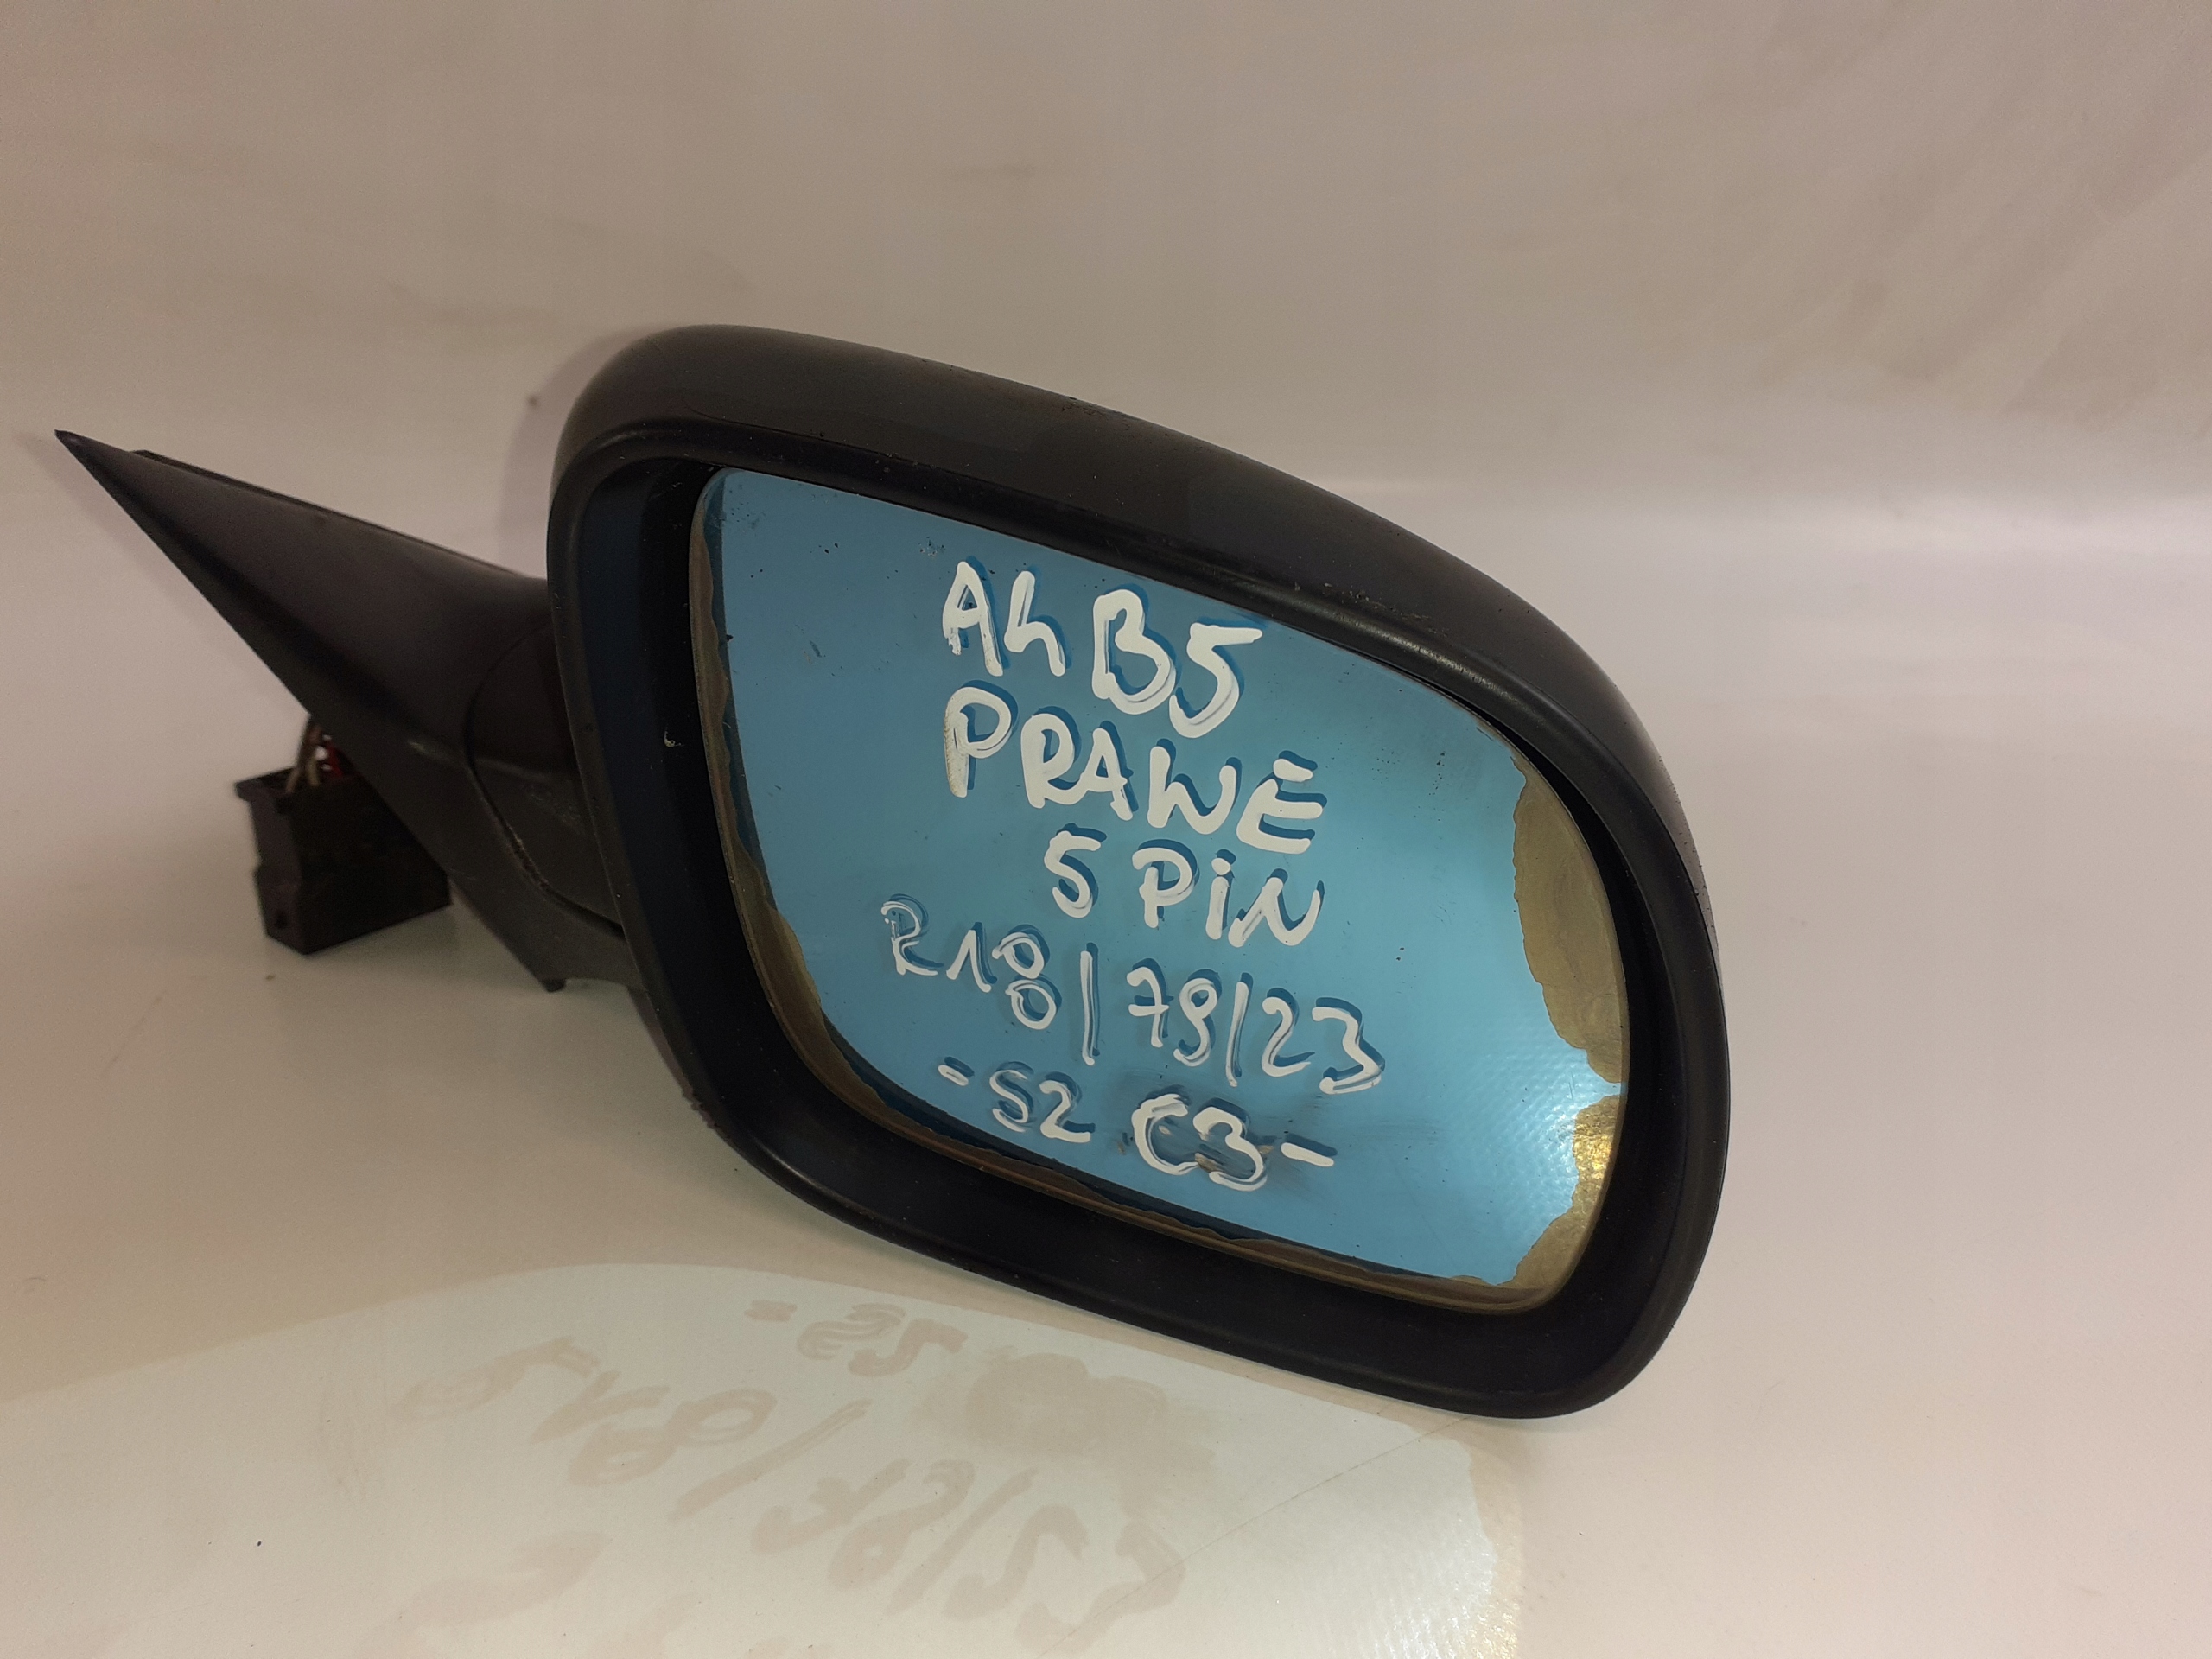 A4 B5
PRAWE
5 PiN
R18/79/23
-S2 C3-